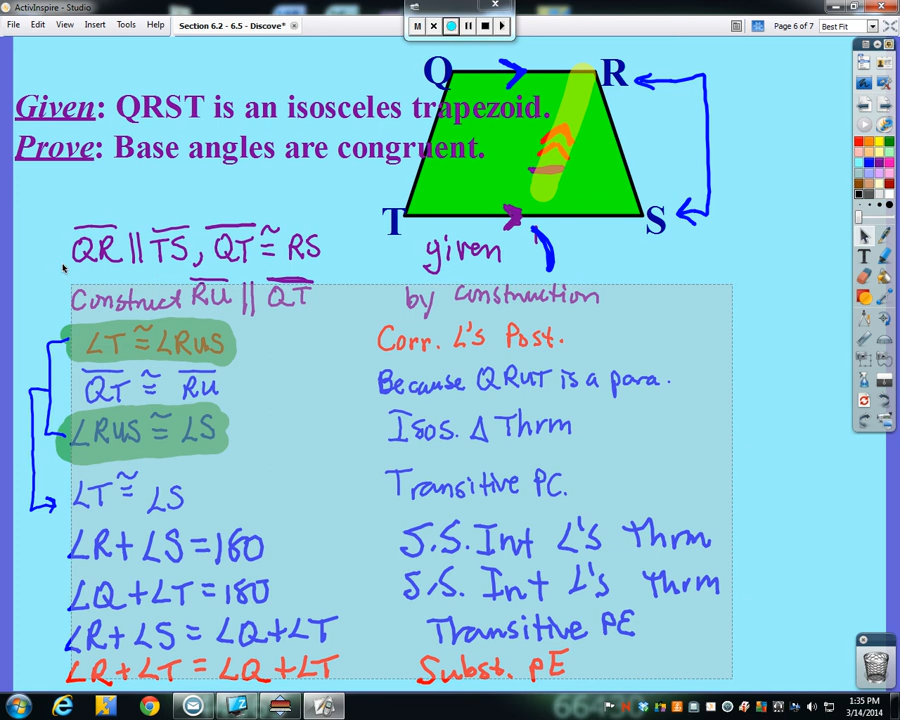 ActivInspire - Studio
File Edit View Insert Tools Help
Section 6.2 - 6.5 - Discove*
M
Page 6 of 7
Best Fit
Q R
Given: QRST is an isosceles trapezoid.
Prove: Base angles are congruent.
T S
QR || TS, QT ≅ RS given
Construct RU || QT by construction
∠T ≅ ∠RUS Corr. ∠'s Post.
QT ≅ RU Because QRUT is a para.
∠RUS ≅ ∠S Isos. △ Thrm
∠T ≅ ∠S Transitive PC.
∠R + ∠S = 180 S.S. Int ∠'s Thrm
∠Q + ∠T = 180 S.S. Int ∠'s Thrm
∠R + ∠S = ∠Q + ∠T Transitive PE
∠R + ∠T = ∠Q + ∠T Subst. PE
1:35 PM
3/14/2014